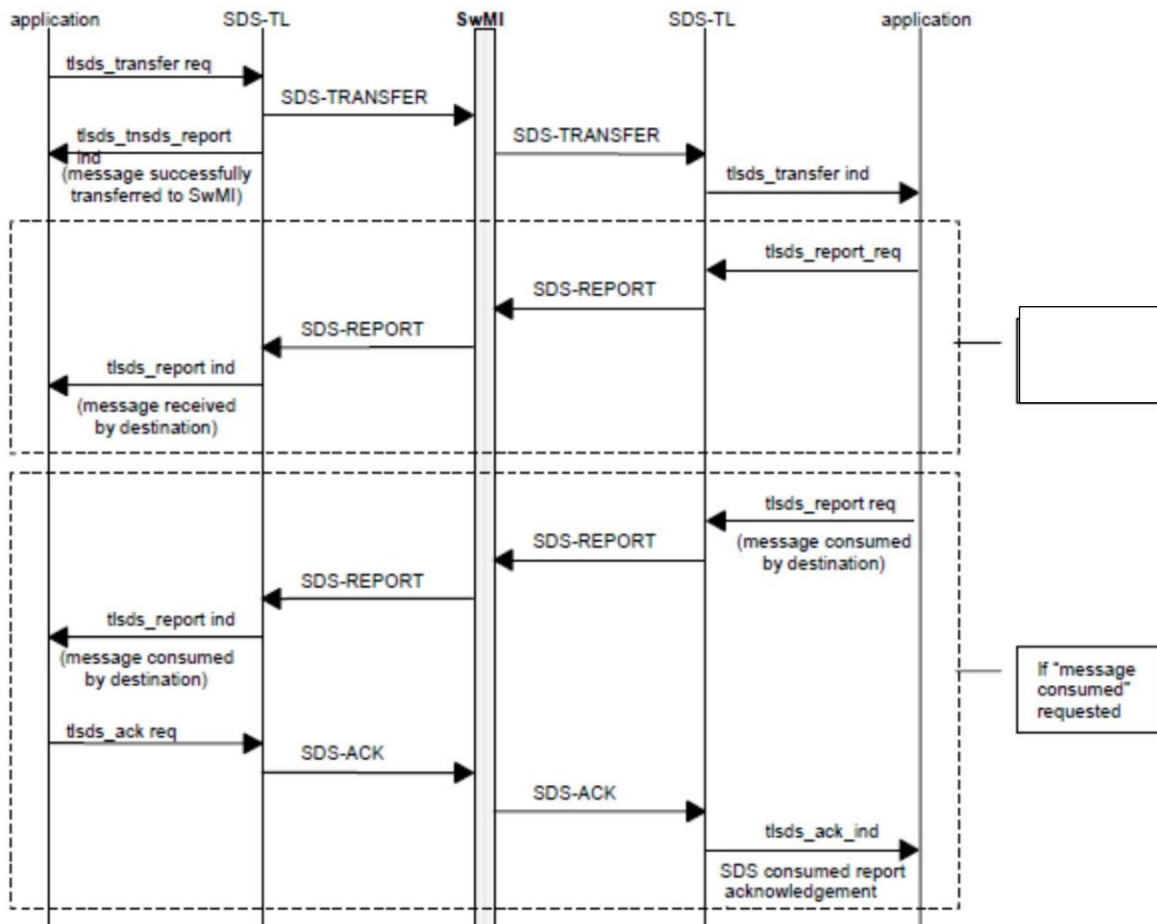 application
SDS-TL
SwMI
SDS-TL
application
tlsds_transfer req
SDS-TRANSFER
tlsds_tnsds_report
ind
(message successfully
transferred to SwMI)
SDS-TRANSFER
tlsds_transfer ind
tlsds_report_req
SDS-REPORT
SDS-REPORT
tlsds_report ind
(message received
by destination)
tlsds_report req
(message consumed
by destination)
SDS-REPORT
SDS-REPORT
tlsds_report ind
(message consumed
by destination)
If "message
consumed"
requested
tlsds_ack req
SDS-ACK
SDS-ACK
tlsds_ack_ind
SDS consumed report
acknowledgement